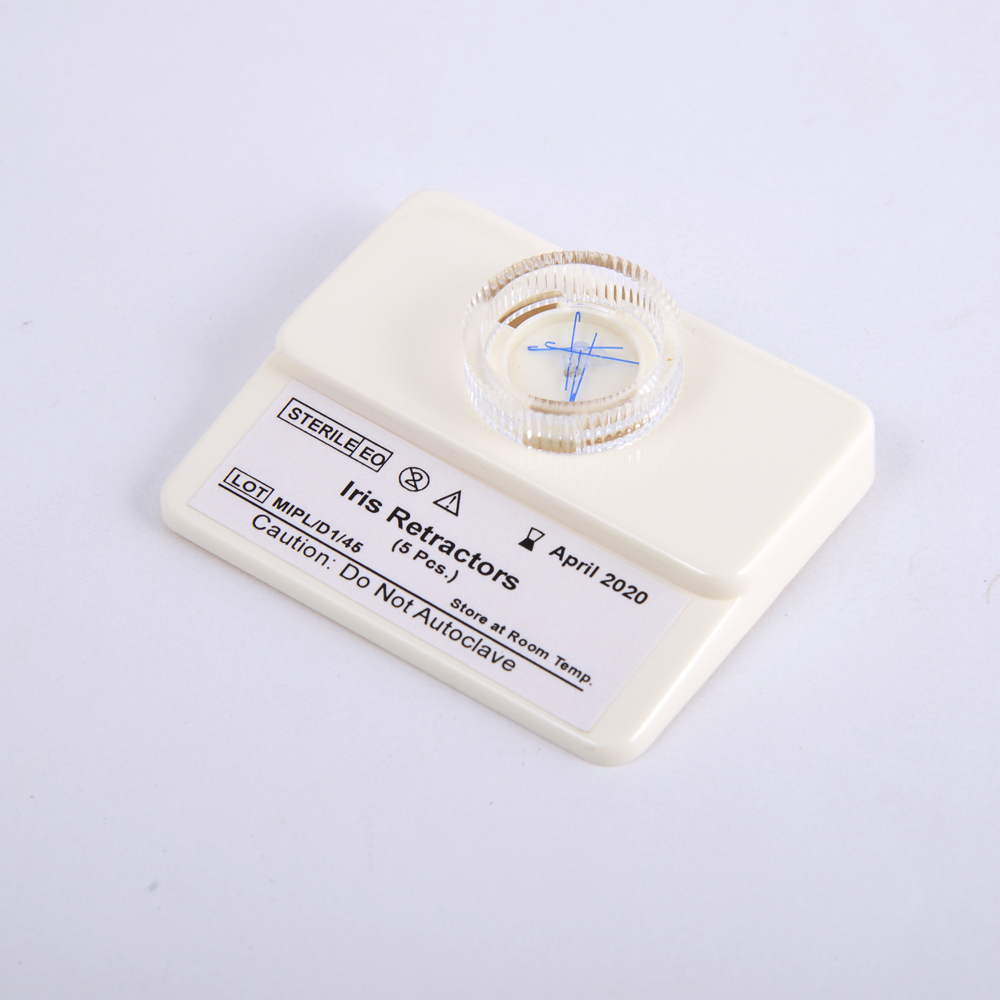 STERILE EO
Iris Retractors
(5 Pcs.)
April 2020
LOT MIPL/D1/45
Store at Room Temp.
Caution: Do Not Autoclave